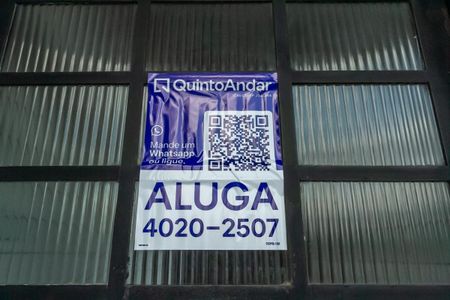 QuintoAndar
Mande um
Whatsapp
ou ligue.
ALUGA
4020-2507